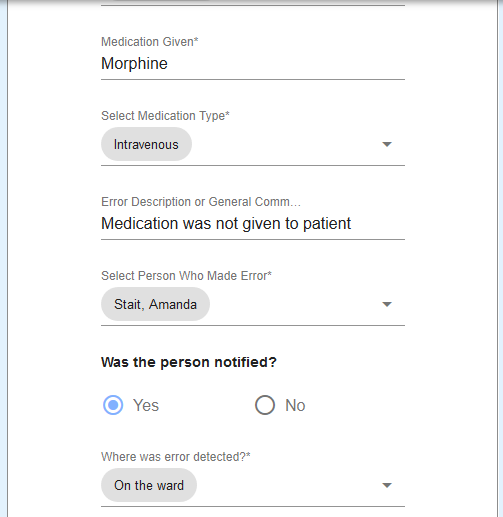 Medication Given*
Morphine
Select Medication Type*
Intravenous
Error Description or General Comm...
Medication was not given to patient
Select Person Who Made Error*
Stait, Amanda
Was the person notified?
Yes No
Where was error detected?*
On the ward